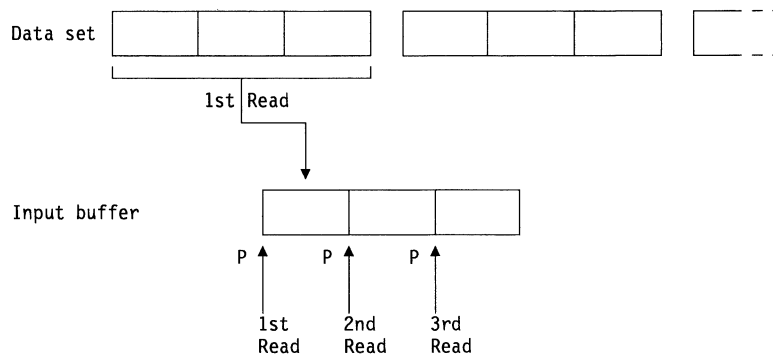 Data set
1st Read
Input buffer
P P P
1st 2nd 3rd
Read Read Read